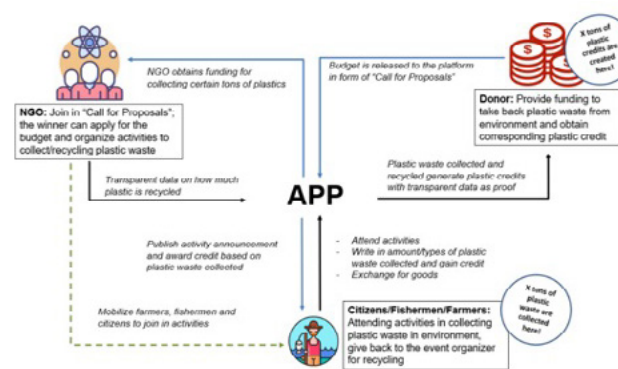 X tons of
plastic
credits are
created
here!
NGO obtains funding for
collecting certain tons of plastics
Budget is released to the platform
in form of "Call for Proposals"
NGO: Join in "Call for Proposals",
the winner can apply for the
budget and organize activities to
collect/recycling plastic waste
Donor: Provide funding to
take back plastic waste from
environment and obtain
corresponding plastic credit
Transparent data on how much
plastic is recycled
APP
Plastic waste collected and
recycled generate plastic credits
with transparent data as proof
Publish activity announcement
and award credit based on
plastic waste collected
- Attend activities
- Write in amount/types of plastic
waste collected and gain credit
- Exchange for goods
Mobilize farmers, fishermen and
citizens to join in activities
Citizens/Fishermen/Farmers:
Attending activities in collecting
plastic waste in environment,
give back to the event organizer
for recycling
X tons of
plastic
waste are
collected
here!